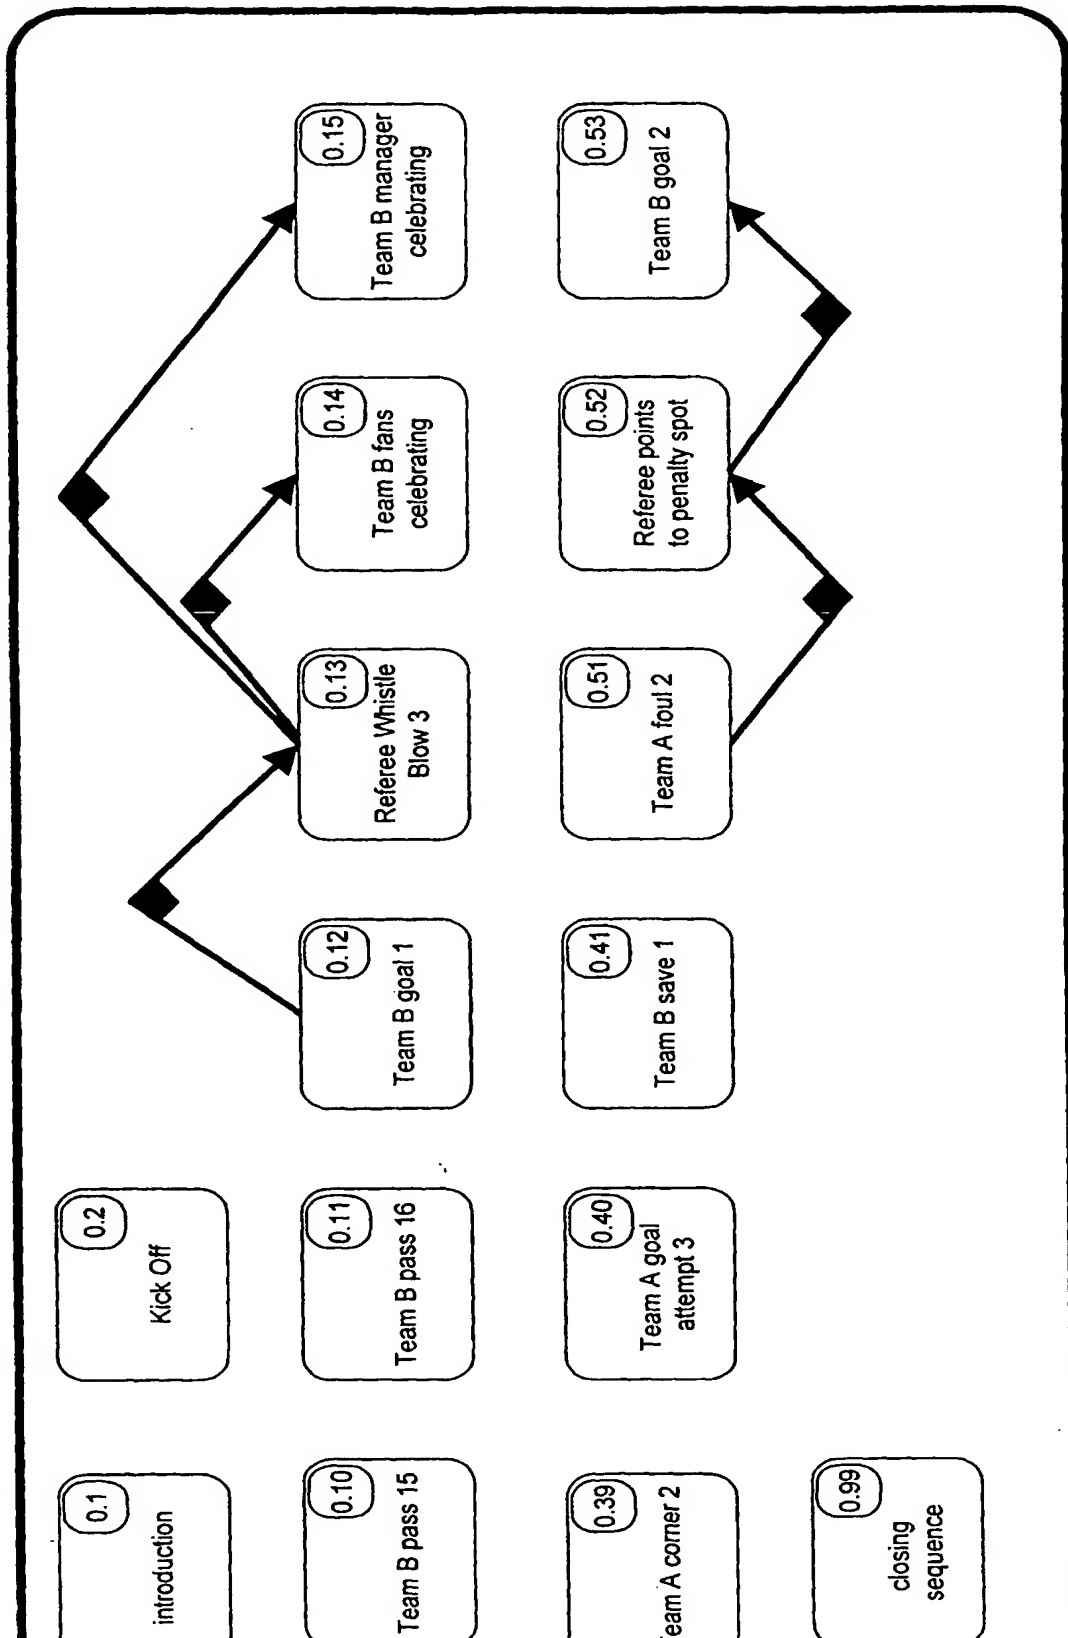 0.1
introduction
0.2
Kick Off
0.10
Team B pass 15
0.11
Team B pass 16
0.12
Team B goal 1
0.13
Referee Whistle
Blow 3
0.14
Team B fans
celebrating
0.15
Team B manager
celebrating
0.39
eam A corner 2
0.40
Team A goal
attempt 3
0.41
Team B save 1
0.51
Team A foul 2
0.52
Referee points
to penalty spot
0.53
Team B goal 2
0.99
closing
sequence